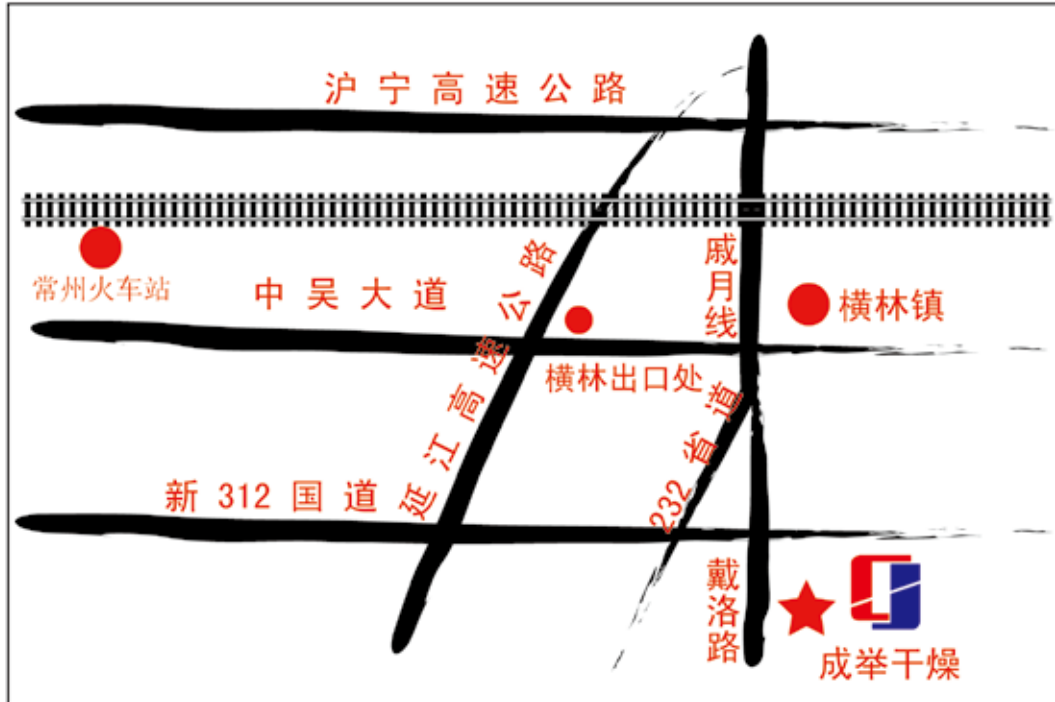 沪宁高速公路
戚月线
常州火车站
中吴大道
横林镇
延江高速公路
横林出口处
232省道
新312国道
戴洛路
成举干燥